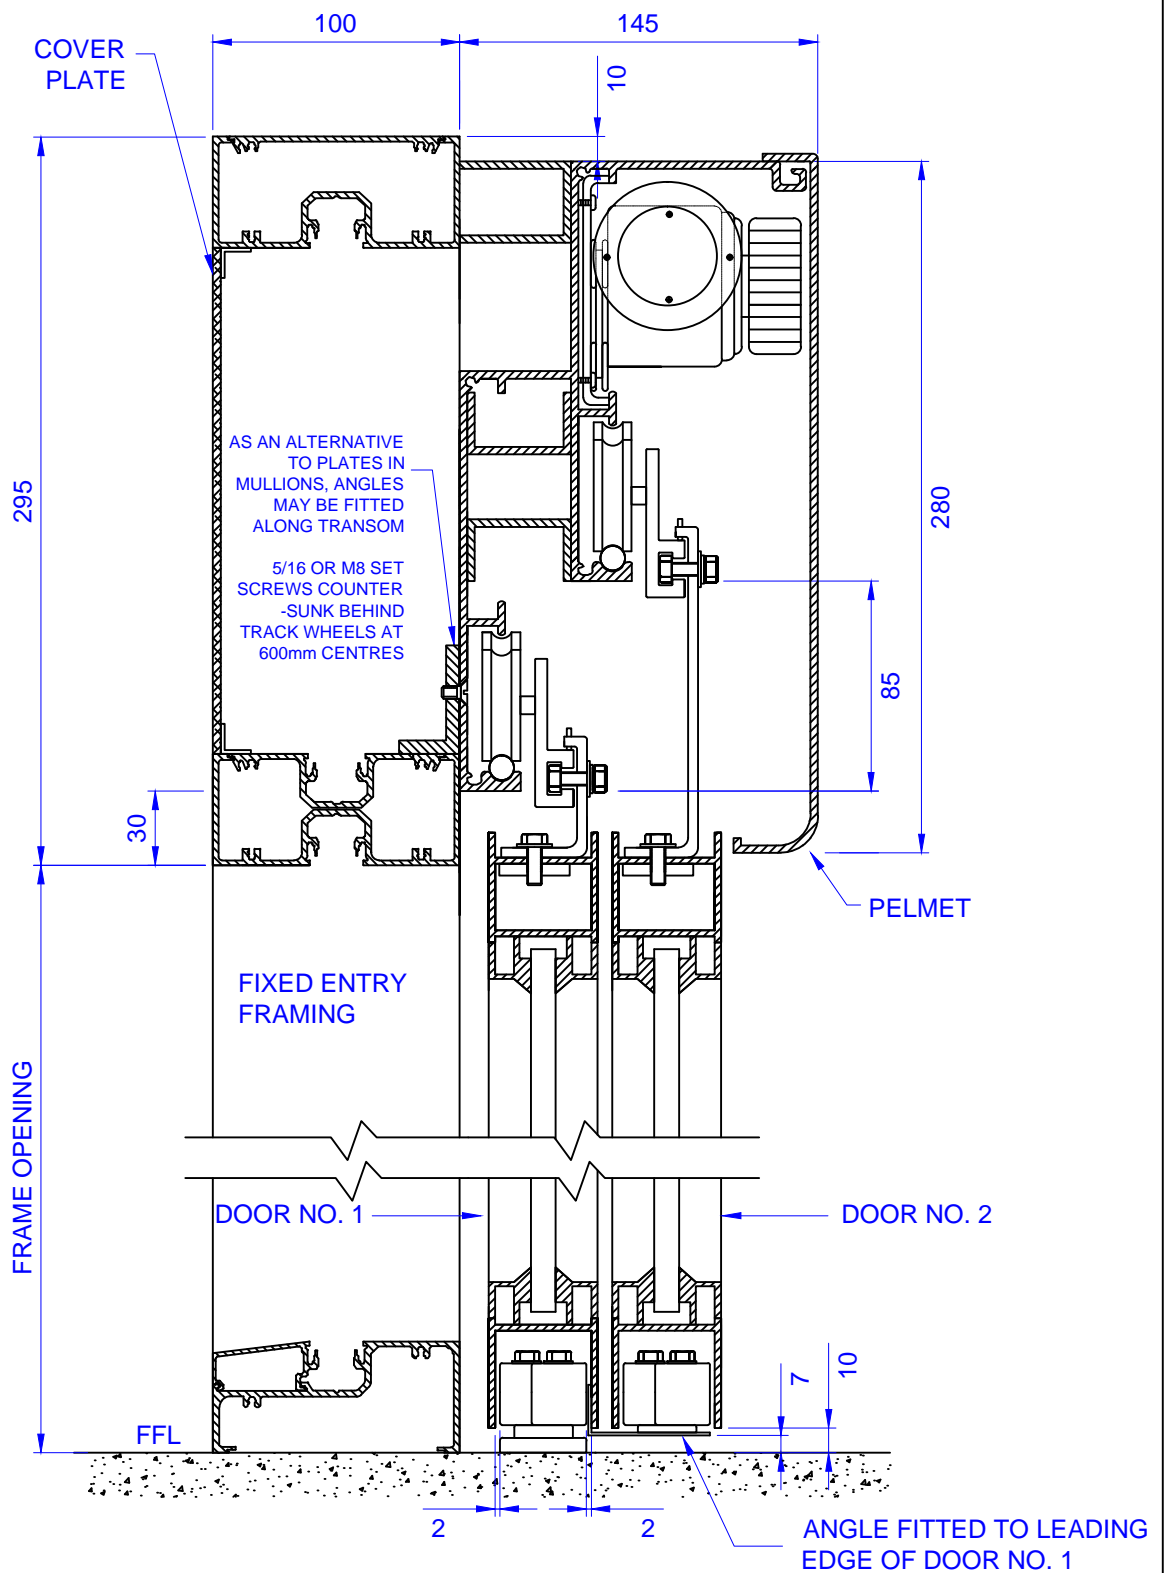 100
145
COVER
PLATE
10
295
AS AN ALTERNATIVE
TO PLATES IN
MULLIONS, ANGLES
MAY BE FITTED
ALONG TRANSOM
5/16 OR M8 SET
SCREWS COUNTER
-SUNK BEHIND
TRACK WHEELS AT
600mm CENTRES
280
85
30
PELMET
FIXED ENTRY
FRAMING
FRAME OPENING
DOOR NO. 1
DOOR NO. 2
7
10
FFL
2
2
ANGLE FITTED TO LEADING
EDGE OF DOOR NO. 1